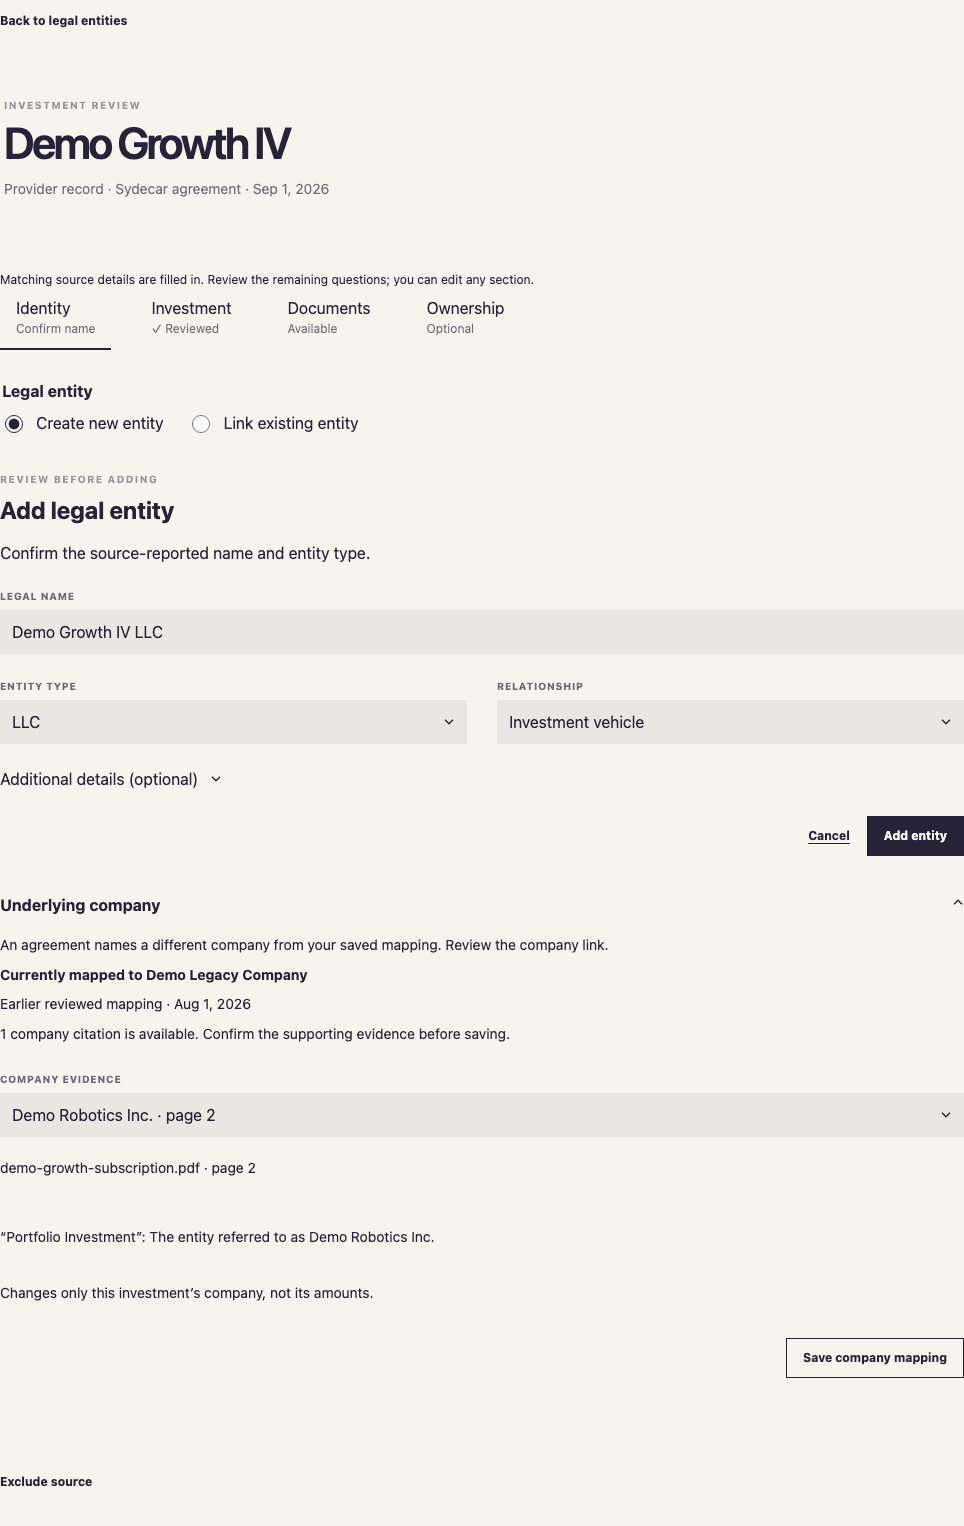 Back to legal entities
INVESTMENT REVIEW
Demo Growth IV
Provider record · Sydecar agreement · Sep 1, 2026
Matching source details are filled in. Review the remaining questions; you can edit any section.
Identity
Confirm name
Investment
✓ Reviewed
Documents
Available
Ownership
Optional
Legal entity
Create new entity
Link existing entity
REVIEW BEFORE ADDING
Add legal entity
Confirm the source-reported name and entity type.
LEGAL NAME
Demo Growth IV LLC
ENTITY TYPE
LLC
RELATIONSHIP
Investment vehicle
Additional details (optional)
Cancel
Add entity
Underlying company
An agreement names a different company from your saved mapping. Review the company link.
Currently mapped to Demo Legacy Company
Earlier reviewed mapping · Aug 1, 2026
1 company citation is available. Confirm the supporting evidence before saving.
COMPANY EVIDENCE
Demo Robotics Inc. · page 2
demo-growth-subscription.pdf · page 2
“Portfolio Investment”: The entity referred to as Demo Robotics Inc.
Changes only this investment’s company, not its amounts.
Save company mapping
Exclude source